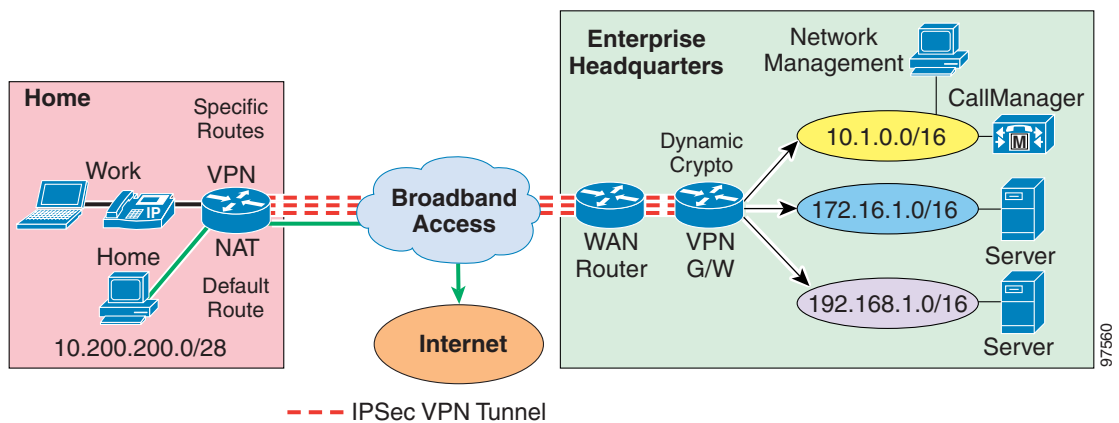 Home
Specific
Routes
Work
IP
VPN
NAT
Home
Default
Route
10.200.200.0/28
Broadband
Access
Internet
IPSec VPN Tunnel
Enterprise
Headquarters
Network
Management
CallManager
M
10.1.0.0/16
Dynamic
Crypto
172.16.1.0/16
WAN
Router
VPN
G/W
Server
192.168.1.0/16
Server
97560